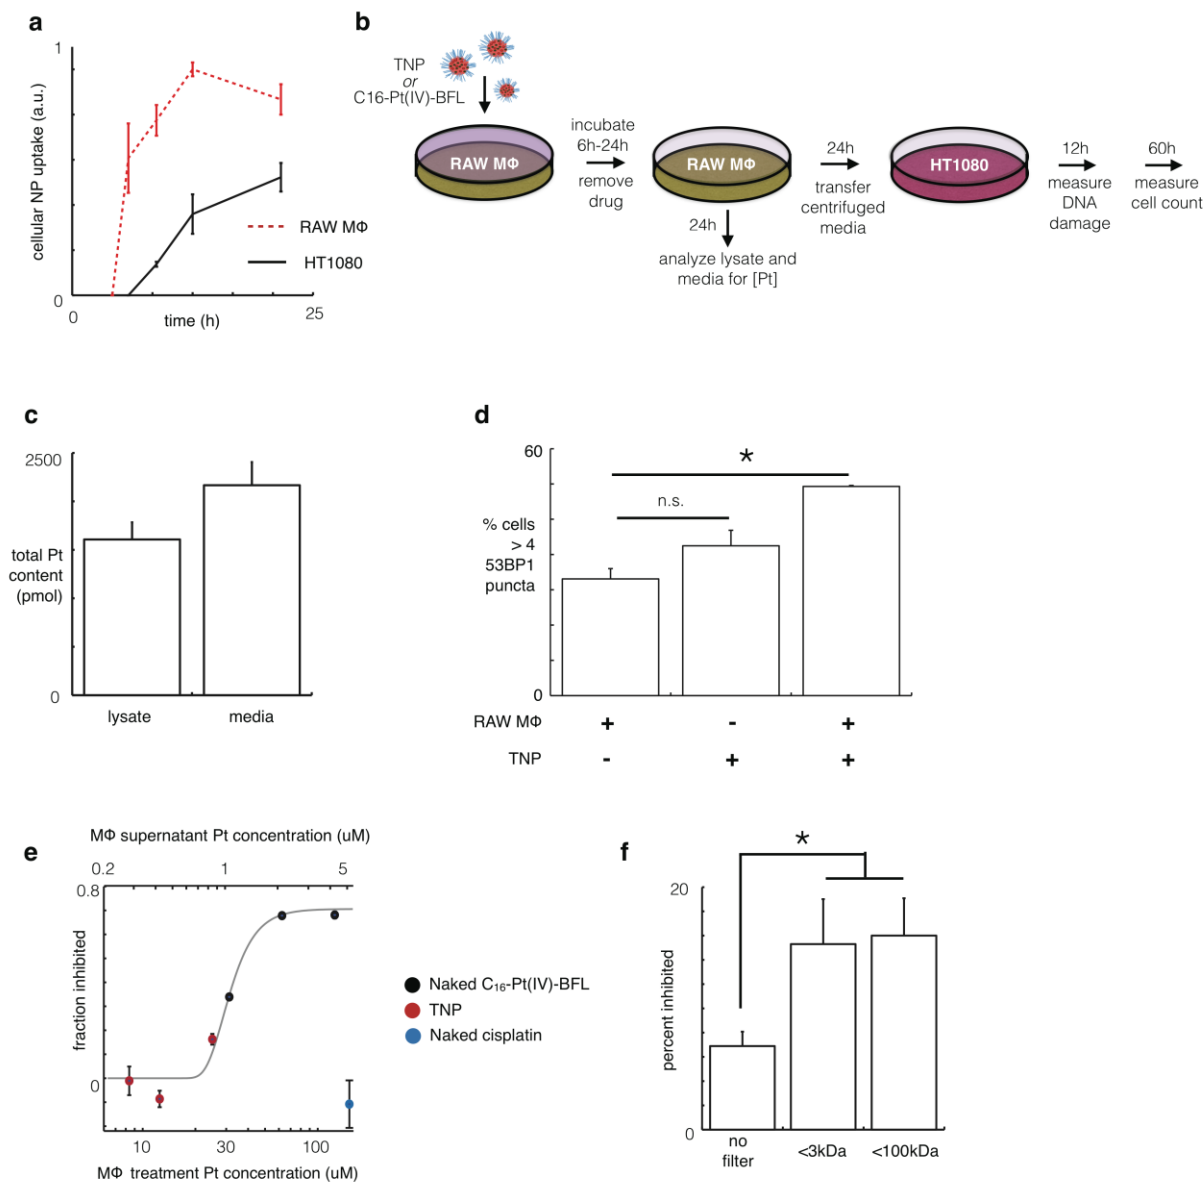 a
1
cellular NP uptake (a.u.)
0
0
25
time (h)
RAW MΦ
HT1080
b
TNP
or
C16-Pt(IV)-BFL
RAW MΦ
incubate
6h-24h
remove
drug
RAW MΦ
24h
analyze lysate and
media for [Pt]
24h
transfer
centrifuged
media
HT1080
12h
measure
DNA
damage
60h
measure
cell count
c
2500
total Pt
content
(pmol)
0
lysate
media
d
60
% cells
> 4
53BP1
puncta
0
n.s.
*
RAW MΦ + - +
TNP - + +
e
MΦ supernatant Pt concentration (uM)
0.2 1 5
0.8
fraction inhibited
0
10 30 100
MΦ treatment Pt concentration (uM)
Naked C₁₆-Pt(IV)-BFL
TNP
Naked cisplatin
f
*
20
percent inhibited
0
no
filter
<3kDa
<100kDa